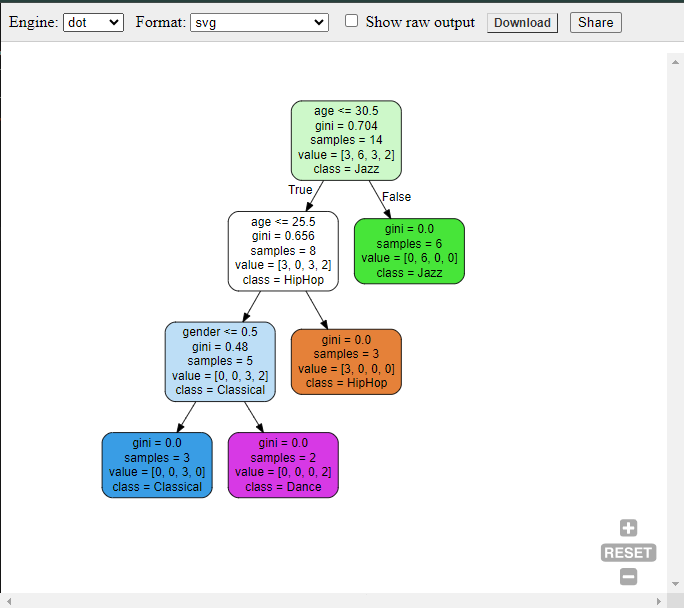 Engine: dot Format: svg Show raw output Download Share
age <= 30.5
gini = 0.704
samples = 14
value = [3, 6, 3, 2]
class = Jazz
True
False
age <= 25.5
gini = 0.656
samples = 8
value = [3, 0, 3, 2]
class = HipHop
gini = 0.0
samples = 6
value = [0, 6, 0, 0]
class = Jazz
gender <= 0.5
gini = 0.48
samples = 5
value = [0, 0, 3, 2]
class = Classical
gini = 0.0
samples = 3
value = [3, 0, 0, 0]
class = HipHop
gini = 0.0
samples = 3
value = [0, 0, 3, 0]
class = Classical
gini = 0.0
samples = 2
value = [0, 0, 0, 2]
class = Dance
RESET